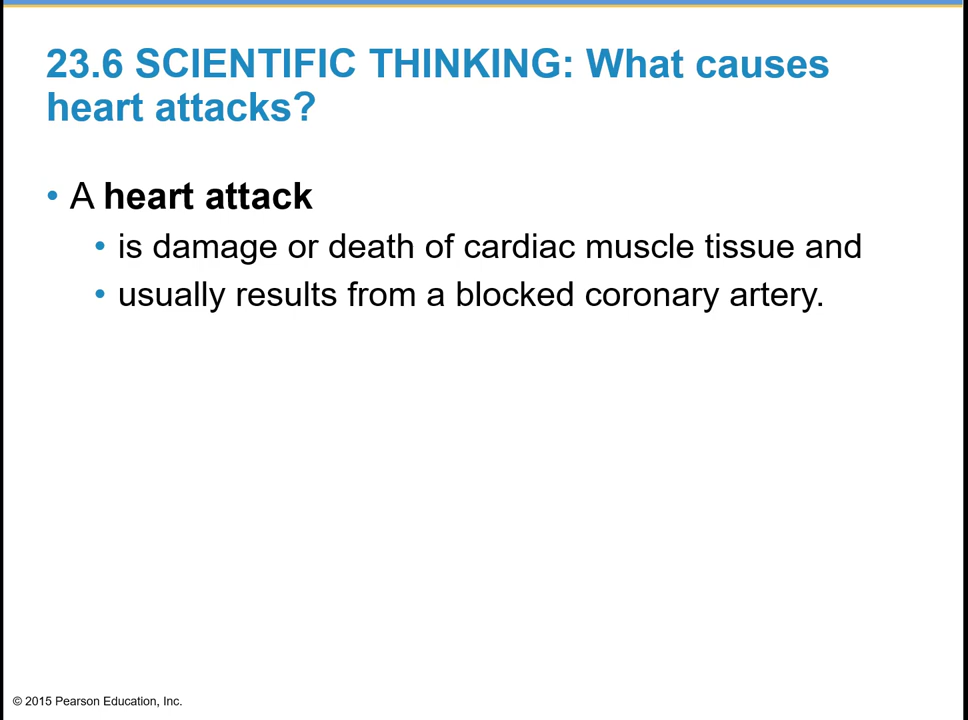 23.6 SCIENTIFIC THINKING: What causes
heart attacks?
• A heart attack
• is damage or death of cardiac muscle tissue and
• usually results from a blocked coronary artery.
© 2015 Pearson Education, Inc.